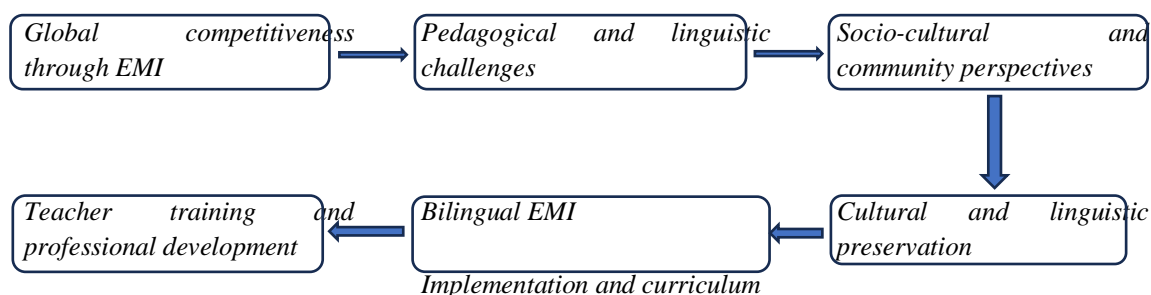 Global competitiveness
through EMI
Pedagogical and linguistic
challenges
Socio-cultural and
community perspectives
Cultural and linguistic
preservation
Bilingual EMI
Implementation and curriculum
Teacher training and
professional development